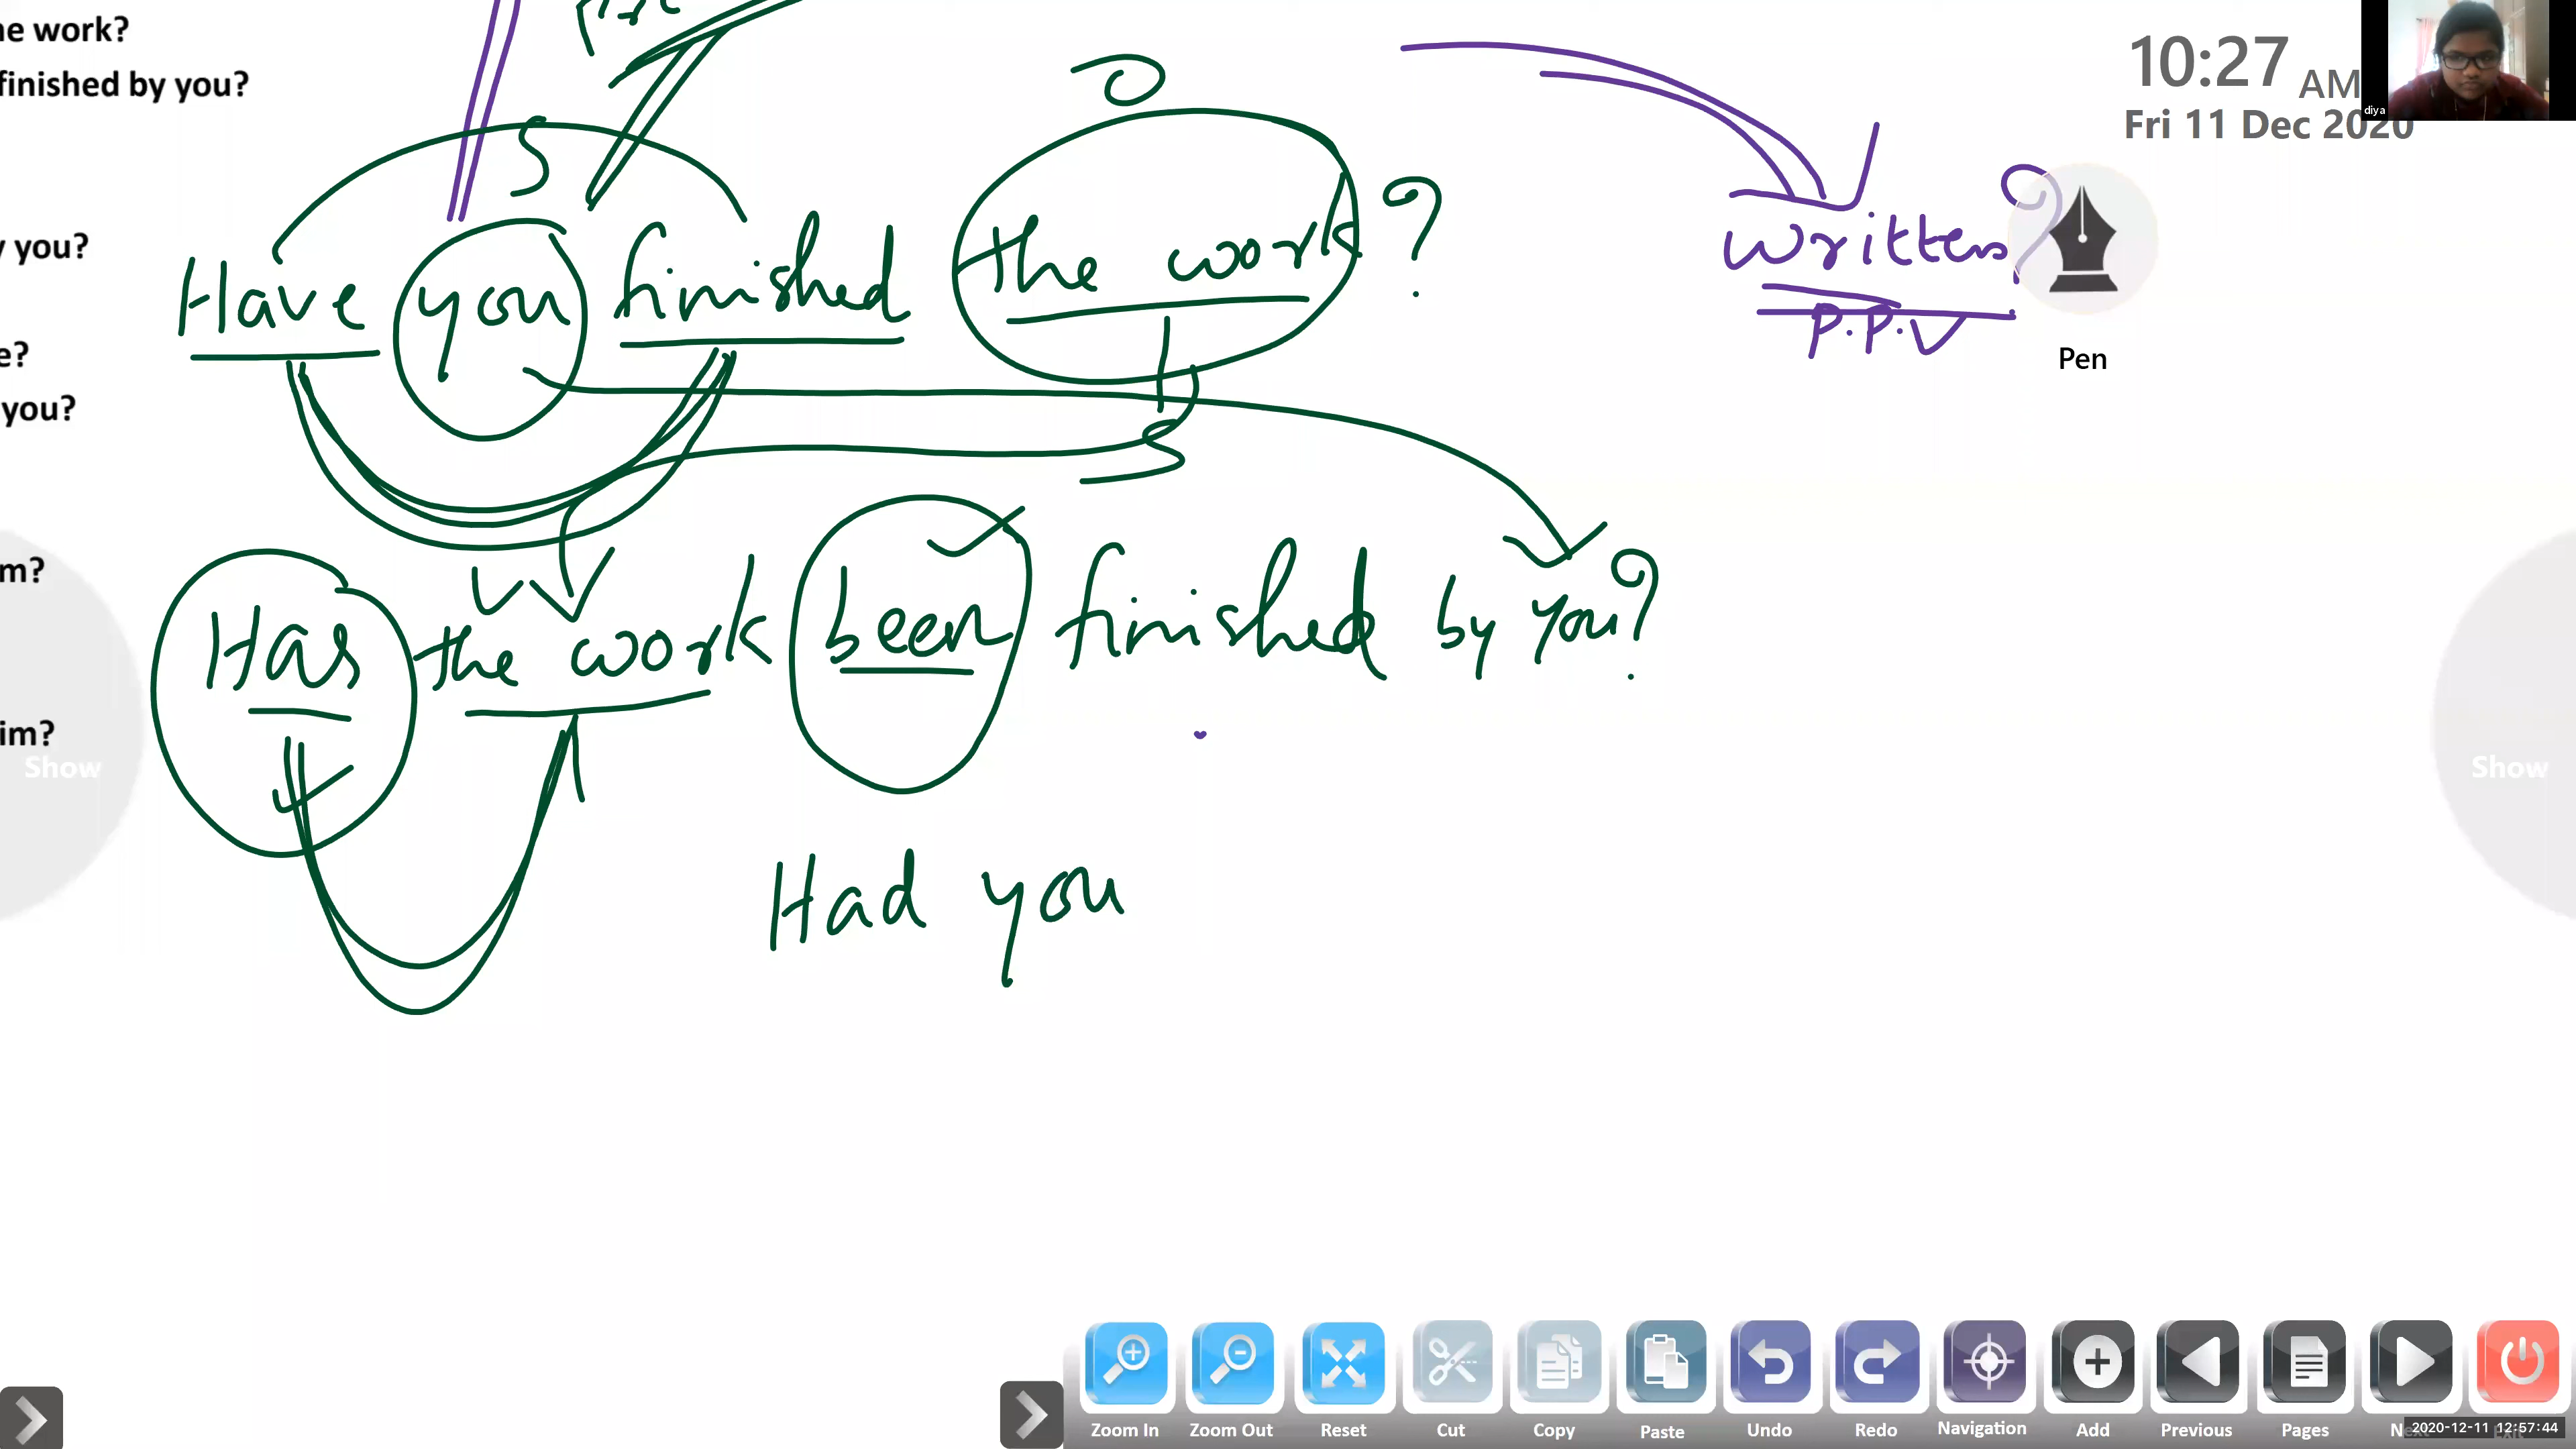 ne work?
finished by you?
10:27 AM
Fri 11 Dec 2020
diya
S
O
y you?
Have you finished the work?
written?
P.P.V
Pen
e?
you?
S
m?
Has the work been finished by you?
im?
Show
Show
Had you
Zoom In
Zoom Out
Reset
Cut
Copy
Paste
Undo
Redo
Navigation
Add
Previous
Pages
2020-12-11 12:57:44